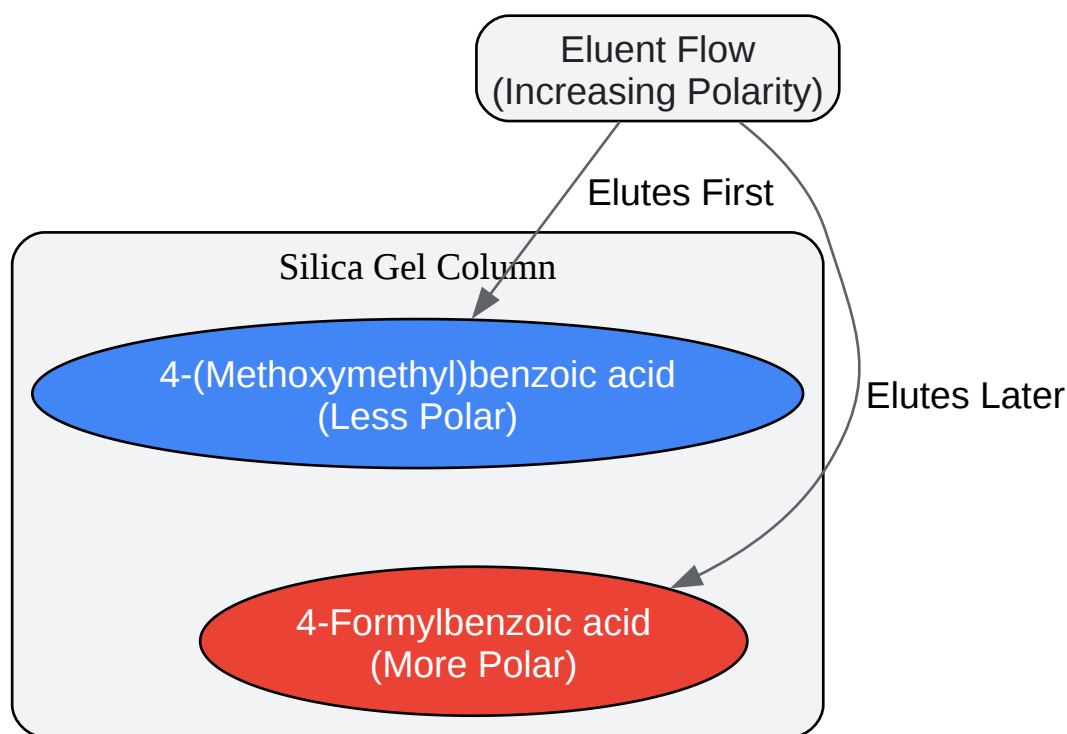 Eluent Flow
(Increasing Polarity)
Elutes First
Silica Gel Column
4-(Methoxymethyl)benzoic acid
(Less Polar)
Elutes Later
4-Formylbenzoic acid
(More Polar)